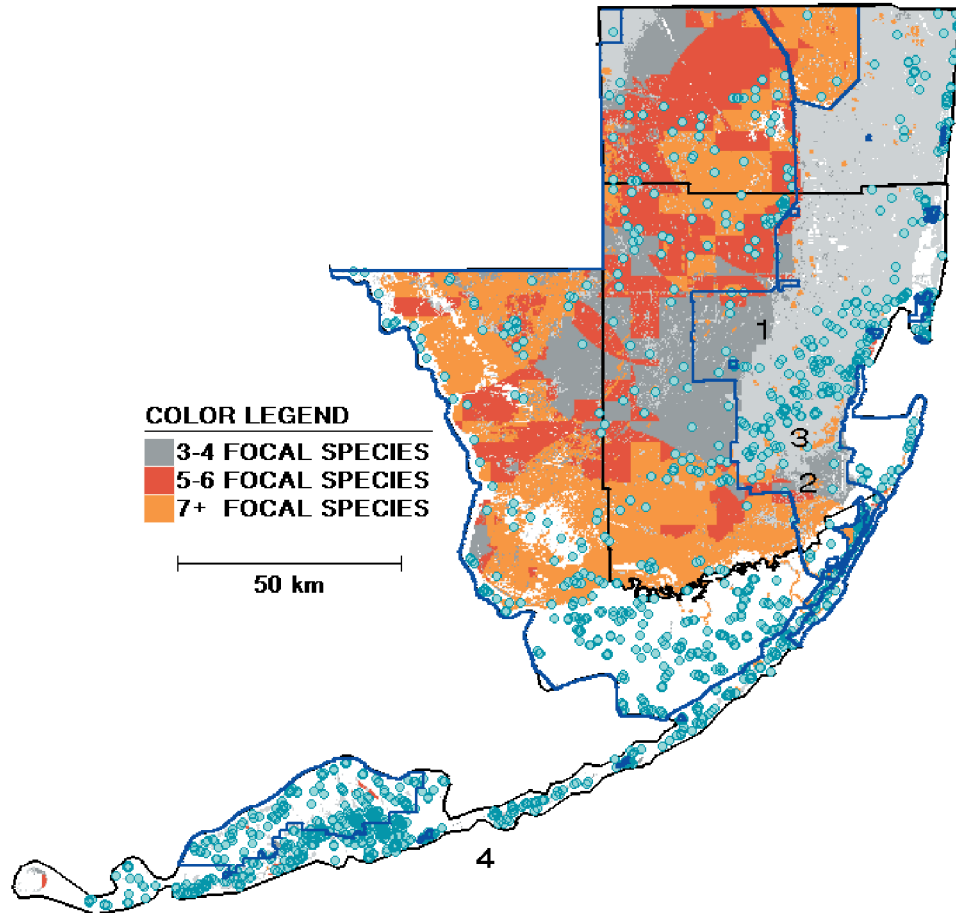 1
COLOR LEGEND
3-4 FOCAL SPECIES
3
5-6 FOCAL SPECIES
2
7+ FOCAL SPECIES
50 km
4